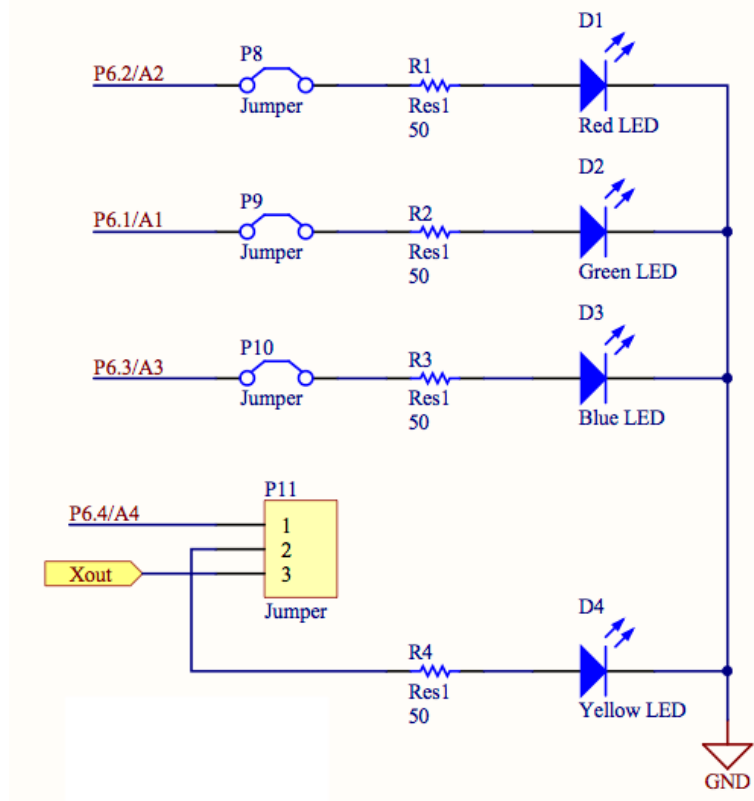 D1
P8
P6.2/A2
R1
Jumper
Res1
Red LED
50
D2
P9
P6.1/A1
R2
Jumper
Res1
Green LED
50
D3
P10
P6.3/A3
R3
Jumper
Res1
Blue LED
50
P11
P6.4/A4
1
2
Xout
3
Jumper
D4
R4
Res1
Yellow LED
50
GND